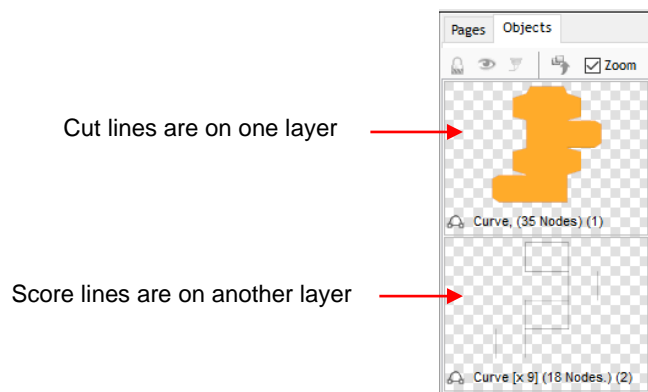 Pages Objects
Zoom
Cut lines are on one layer
Curve, (35 Nodes) (1)
Score lines are on another layer
Curve [x 9] (18 Nodes.) (2)